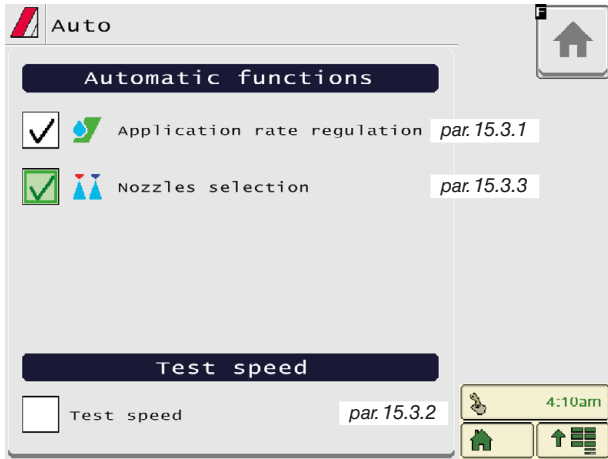 Auto
F
Automatic functions
Application rate regulation par. 15.3.1
Nozzles selection par. 15.3.3
Test speed
Test speed par. 15.3.2
4:10am